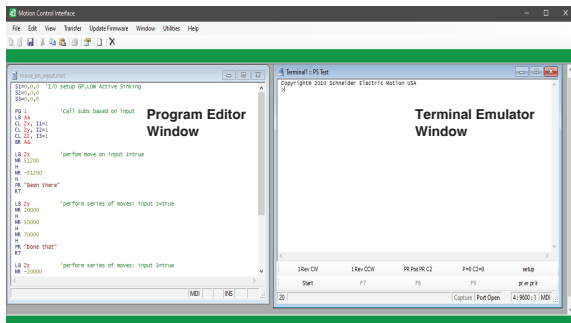 Motion Control Interface
File Edit View Transfer Update Firmware Window Utilities Help
move_on_input.mxt
S1=0,0,0 'I/O setup GP,LOW Active Sinking
S2=0,0,0
S3=0,0,0
PG 1 'Call subs based on input
LB Aa
CL Zx, I1=1
CL Zy, I2=1
CL Zz, I3=1
BR Aa
LB Zx 'perfom move on input 1=true
MR 51200
H
MR -51200
H
PR "Been there"
RT
LB Zy 'perform series of moves: input 2=true
MR 20000
H
MR 50000
H
MR 70000
H
PR "Done that"
RT
LB Zz 'perform series of moves: input 3=true
MR -20000
MDI INS
Program Editor
Window
Terminal1 :: PS Test
Copyright© 2010 Schneider Electric Motion USA
>
Terminal Emulator
Window
1 Rev CW 1 Rev CCW PR Pos PR C2 P=0 C2=0 setup
Start F7 F8 F9 pr er pr lr
20 Capture Port Open 4 : 9600 : 1 MDI